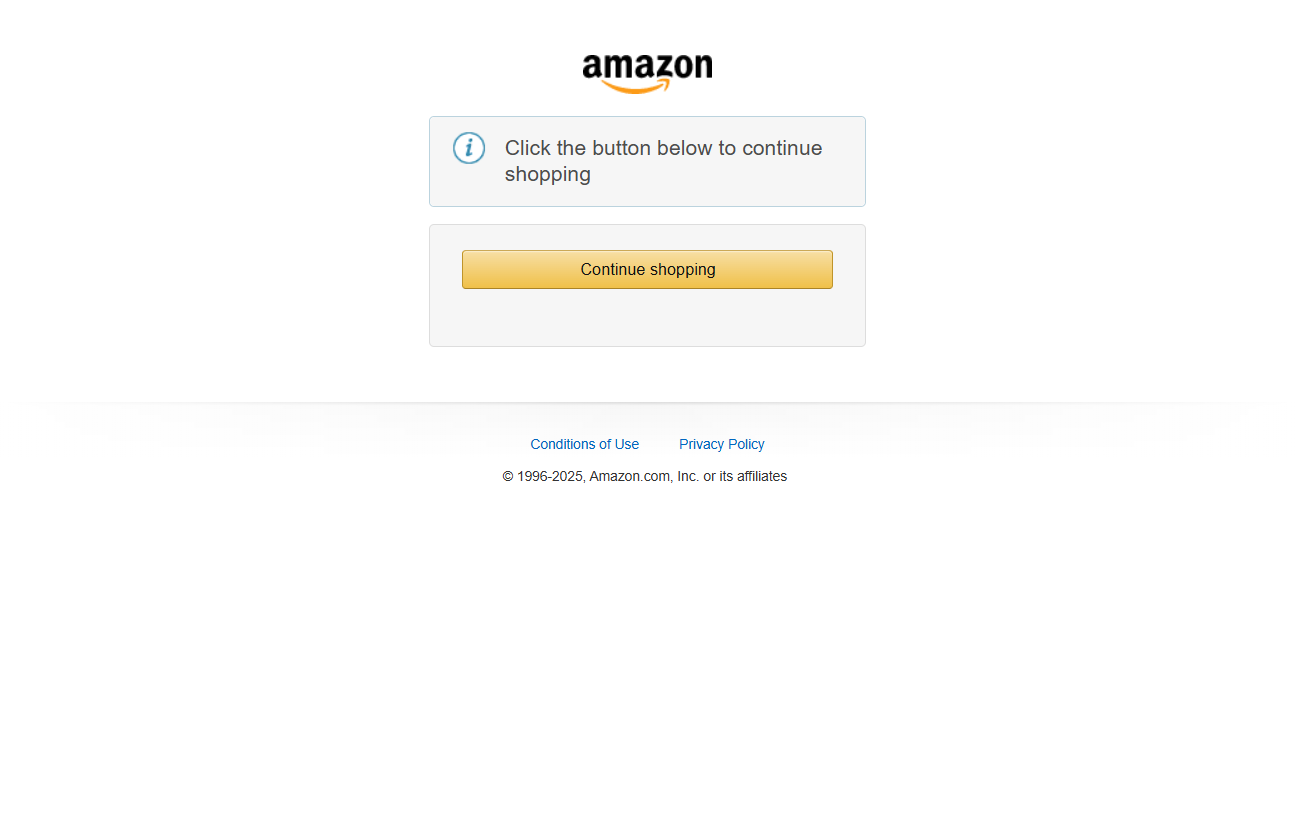 amazon
Click the button below to continue
shopping
Continue shopping
Conditions of Use Privacy Policy
© 1996-2025, Amazon.com, Inc. or its affiliates